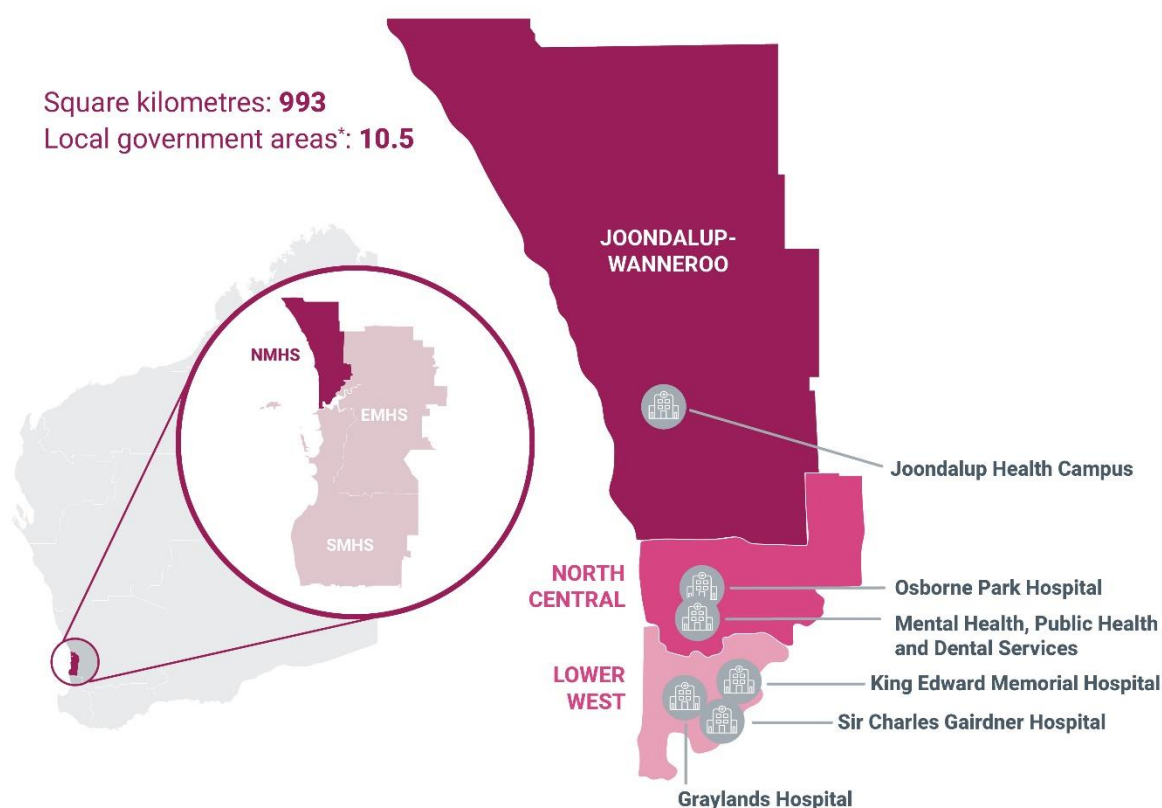 Square kilometres: 993
Local government areas*: 10.5
JOONDALUP-
WANNEROO
NMHS
EMHS
SMHS
Joondalup Health Campus
NORTH
CENTRAL
Osborne Park Hospital
Mental Health, Public Health
and Dental Services
LOWER
WEST
King Edward Memorial Hospital
Sir Charles Gairdner Hospital
Graylands Hospital